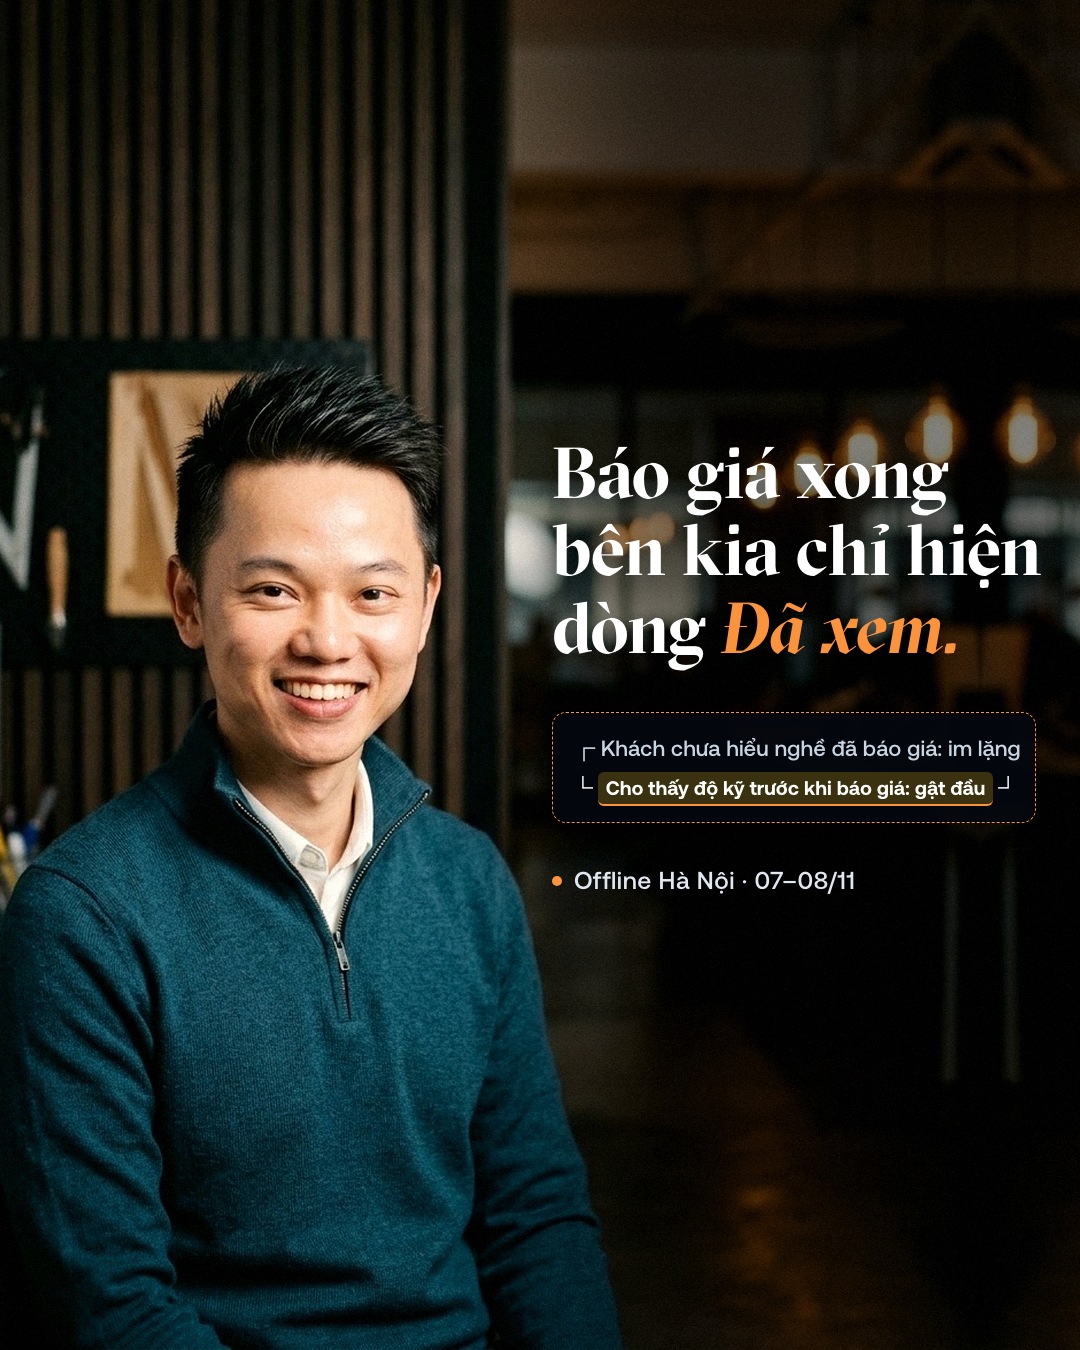 Báo giá xong
bên kia chỉ hiện
dòng Đã xem.
Khách chưa hiểu nghề đã báo giá: im lặng
Cho thấy độ kỹ trước khi báo giá: gật đầu
Offline Hà Nội · 07–08/11